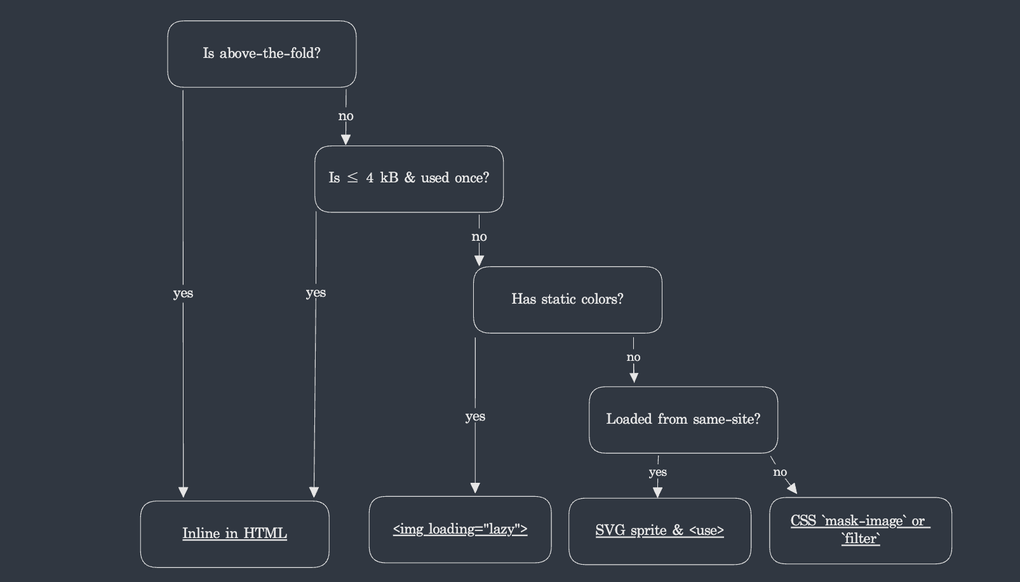 Is above-the-fold?
no
Is ≤ 4 kB & used once?
no
yes
yes
Has static colors?
no
yes
Loaded from same-site?
yes
no
Inline in HTML
<img loading="lazy">
SVG sprite & <use>
CSS `mask-image` or
`filter`